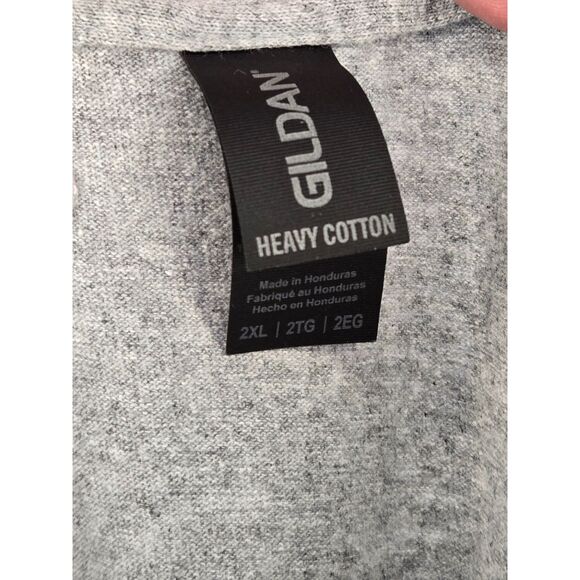 GILDAN
HEAVY COTTON
Made in Honduras
Fabriqué au Honduras
Hecho en Honduras
2XL | 2TG | 2EG